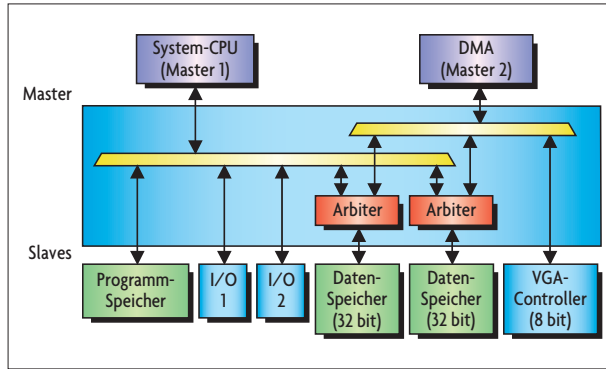 System-CPU
(Master 1)
DMA
(Master 2)
Master
Arbiter
Arbiter
Slaves
Programm-
Speicher
I/O
1
I/O
2
Daten-
Speicher
(32 bit)
Daten-
Speicher
(32 bit)
VGA-
Controller
(8 bit)